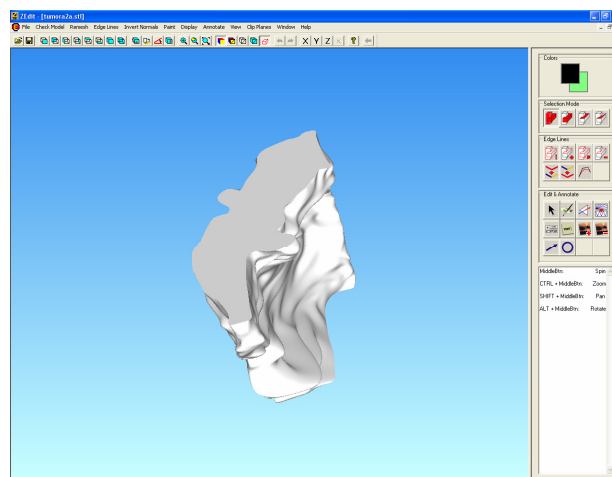 ZEdit - [tumora2a.stl]
File Check Model Remesh Edge Lines Invert Normals Paint Display Annotate View Clip Planes Window Help
X Y Z
Colors
Selection Mode
Edge Lines
Edit & Annotate
MiddleBtn: Spin
CTRL + MiddleBtn: Zoom
SHIFT + MiddleBtn: Pan
ALT + MiddleBtn: Rotate